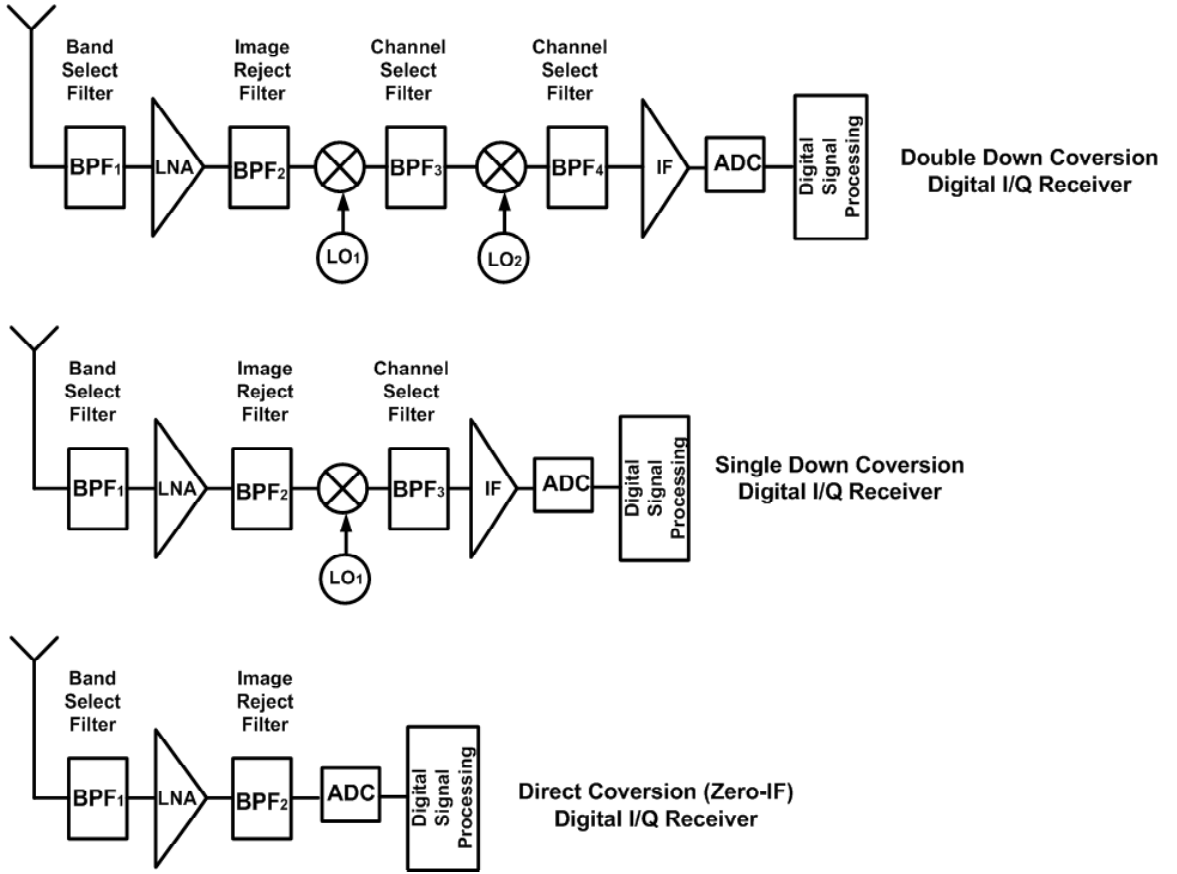 Band
Select
Filter
Image
Reject
Filter
Channel
Select
Filter
Channel
Select
Filter
BPF1
LNA
BPF2
BPF3
BPF4
IF
ADC
Digital
Signal
Processing
LO1
LO2
Double Down Coversion
Digital I/Q Receiver
Band
Select
Filter
Image
Reject
Filter
Channel
Select
Filter
BPF1
LNA
BPF2
BPF3
IF
ADC
Digital
Signal
Processing
LO1
Single Down Coversion
Digital I/Q Receiver
Band
Select
Filter
Image
Reject
Filter
BPF1
LNA
BPF2
ADC
Digital
Signal
Processing
Direct Coversion (Zero-IF)
Digital I/Q Receiver